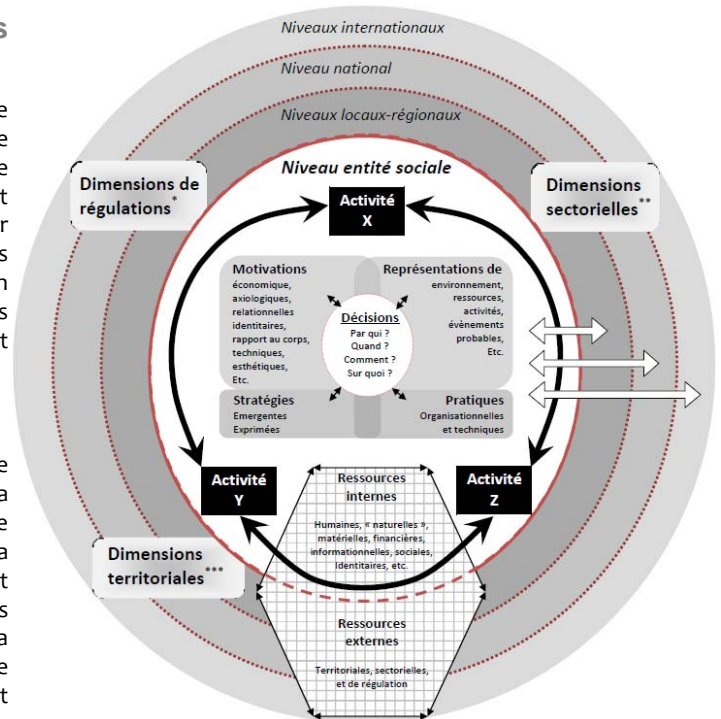 s
e
e
e
t
r
s
n
s
t
e
a
e
a
t
s
a
e
t
Niveaux internationaux
Niveau national
Niveaux locaux-régionaux
Niveau entité sociale
Dimensions de
régulations*
Dimensions
sectorielles**
Activité
X
Motivations
économique,
axiologiques,
relationnelles
identitaires,
rapport au corps,
techniques,
esthétiques,
Etc.
Représentations de
environnement,
ressources,
activités,
évènements
probables,
Etc.
Décisions
Par qui ?
Quand ?
Comment ?
Sur quoi ?
Stratégies
Emergentes
Exprimées
Pratiques
Organisationnelles
et techniques
Activité
Y
Activité
Z
Ressources
internes
Humaines, « naturelles »,
matérielles, financières,
informationnelles, sociales,
Identitaires, etc.
Dimensions
territoriales***
Ressources
externes
Territoriales, sectorielles,
et de régulation